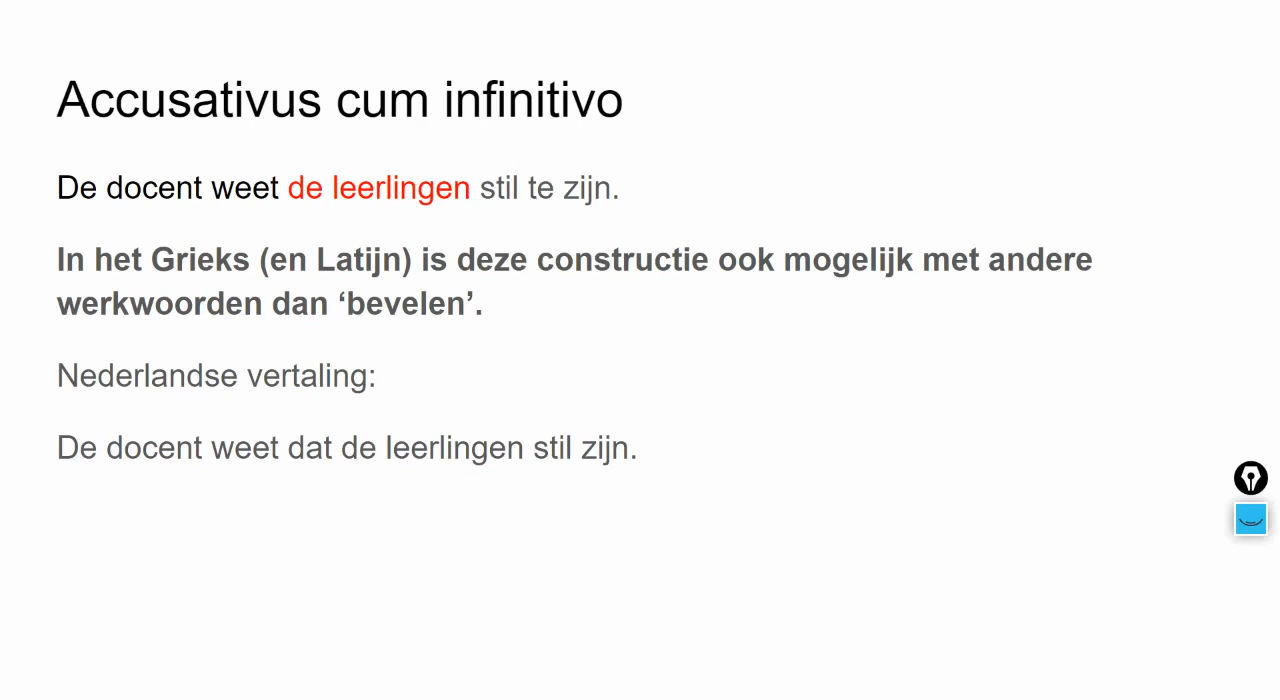 Accusativus cum infinitivo
De docent weet de leerlingen stil te zijn.
In het Grieks (en Latijn) is deze constructie ook mogelijk met andere
werkwoorden dan ‘bevelen’.
Nederlandse vertaling:
De docent weet dat de leerlingen stil zijn.